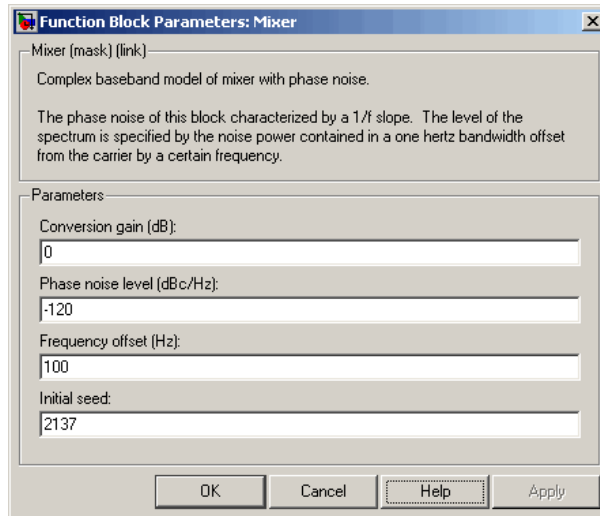 Function Block Parameters: Mixer
Mixer (mask) (link)
Complex baseband model of mixer with phase noise.
The phase noise of this block characterized by a 1/f slope. The level of the
spectrum is specified by the noise power contained in a one hertz bandwidth offset
from the carrier by a certain frequency.
Parameters
Conversion gain (dB):
0
Phase noise level (dBc/Hz):
-120
Frequency offset (Hz):
100
Initial seed:
2137
OK Cancel Help Apply